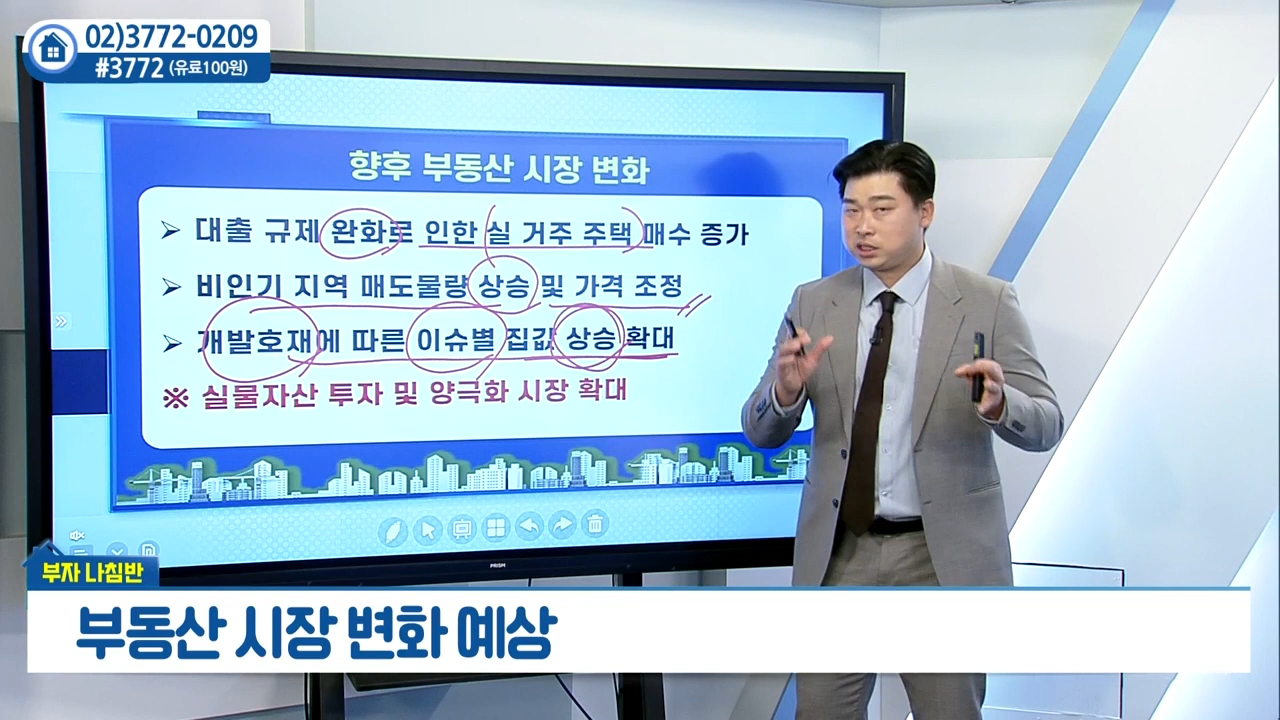 02)3772-0209
#3772 (유료100원)
향후 부동산 시장 변화
➢ 대출 규제 완화로 인한 실 거주 주택 매수 증가
➢ 비인기 지역 매도물량 상승 및 가격 조정
➢ 개발호재에 따른 이슈별 집값 상승 확대
※ 실물자산 투자 및 양극화 시장 확대
PRISM
부자 나침반
부동산 시장 변화 예상